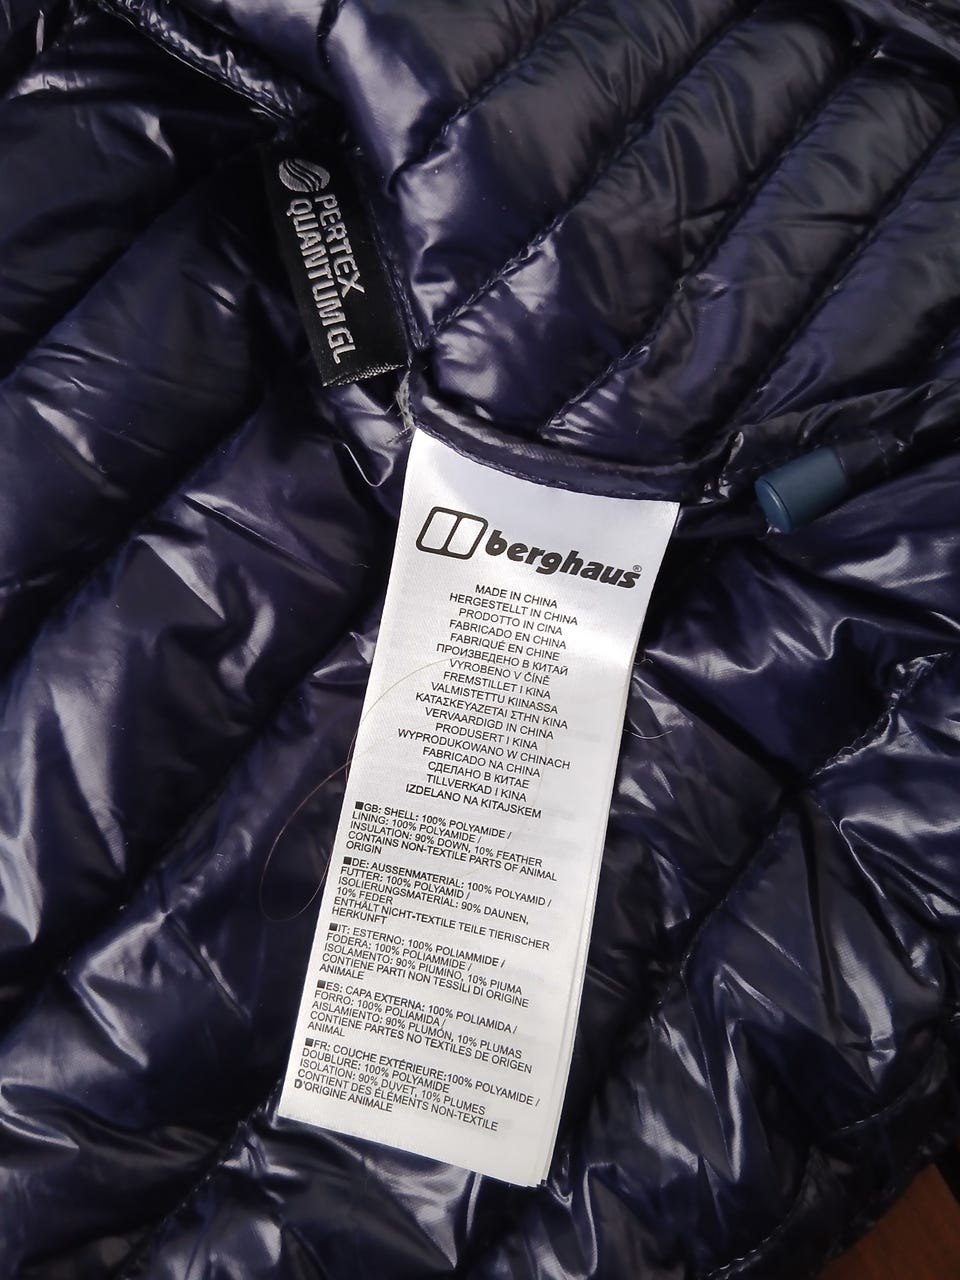 PERTEX
QUANTUM GL
berghaus®
MADE IN CHINA
HERGESTELLT IN CHINA
PRODOTTO IN CINA
FABRICADO EN CHINA
FABRIQUÉ EN CHINE
ПРОИЗВЕДЕНО В КИТАЙ
VYROBENO V ČÍNĚ
FREMSTILLET I KINA
VALMISTETTU KIINASSA
ΚΑΤΑΣΚΕΥΑΖΕΤΑΙ ΣΤΗΝ ΚΙΝΑ
VERVAARDIGD IN CHINA
PRODUSERT I KINA
WYPRODUKOWANO W CHINACH
FABRICADO NA CHINA
СДЕЛАНО В КИТАЕ
TILLVERKAD I KINA
IZDELANO NA KITAJSKEM
■GB: SHELL: 100% POLYAMIDE /
LINING: 100% POLYAMIDE /
INSULATION: 90% DOWN, 10% FEATHER
CONTAINS NON-TEXTILE PARTS OF ANIMAL
ORIGIN
■DE: AUSSENMATERIAL: 100% POLYAMID /
FUTTER: 100% POLYAMID /
ISOLIERUNGSMATERIAL: 90% DAUNEN,
10% FEDER
ENTHÄLT NICHT-TEXTILE TEILE TIERISCHER
HERKUNFT
■IT: ESTERNO: 100% POLIAMMIDE /
FODERA: 100% POLIAMMIDE /
ISOLAMENTO: 90% PIUMINO, 10% PIUMA
CONTIENE PARTI NON TESSILI DI ORIGINE
ANIMALE
■ES: CAPA EXTERNA: 100% POLIAMIDA /
FORRO: 100% POLIAMIDA /
AISLAMIENTO: 90% PLUMÓN, 10% PLUMAS
CONTIENE PARTES NO TEXTILES DE ORIGEN
ANIMAL
■FR: COUCHE EXTÉRIEURE:100% POLYAMIDE /
DOUBLURE: 100% POLYAMIDE
ISOLATION: 90% DUVET, 10% PLUMES
CONTIENT DES ÉLÉMENTS NON-TEXTILE
D'ORIGINE ANIMALE